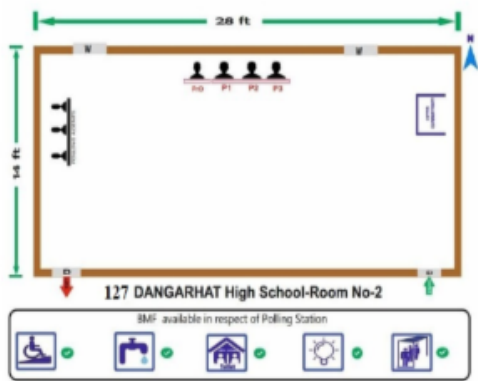 28 ft
N
W
W
PrO P1 P2 P3
14 ft
D
127 DANGARHAT High School-Room No-2
BMF available in respect of Polling Station